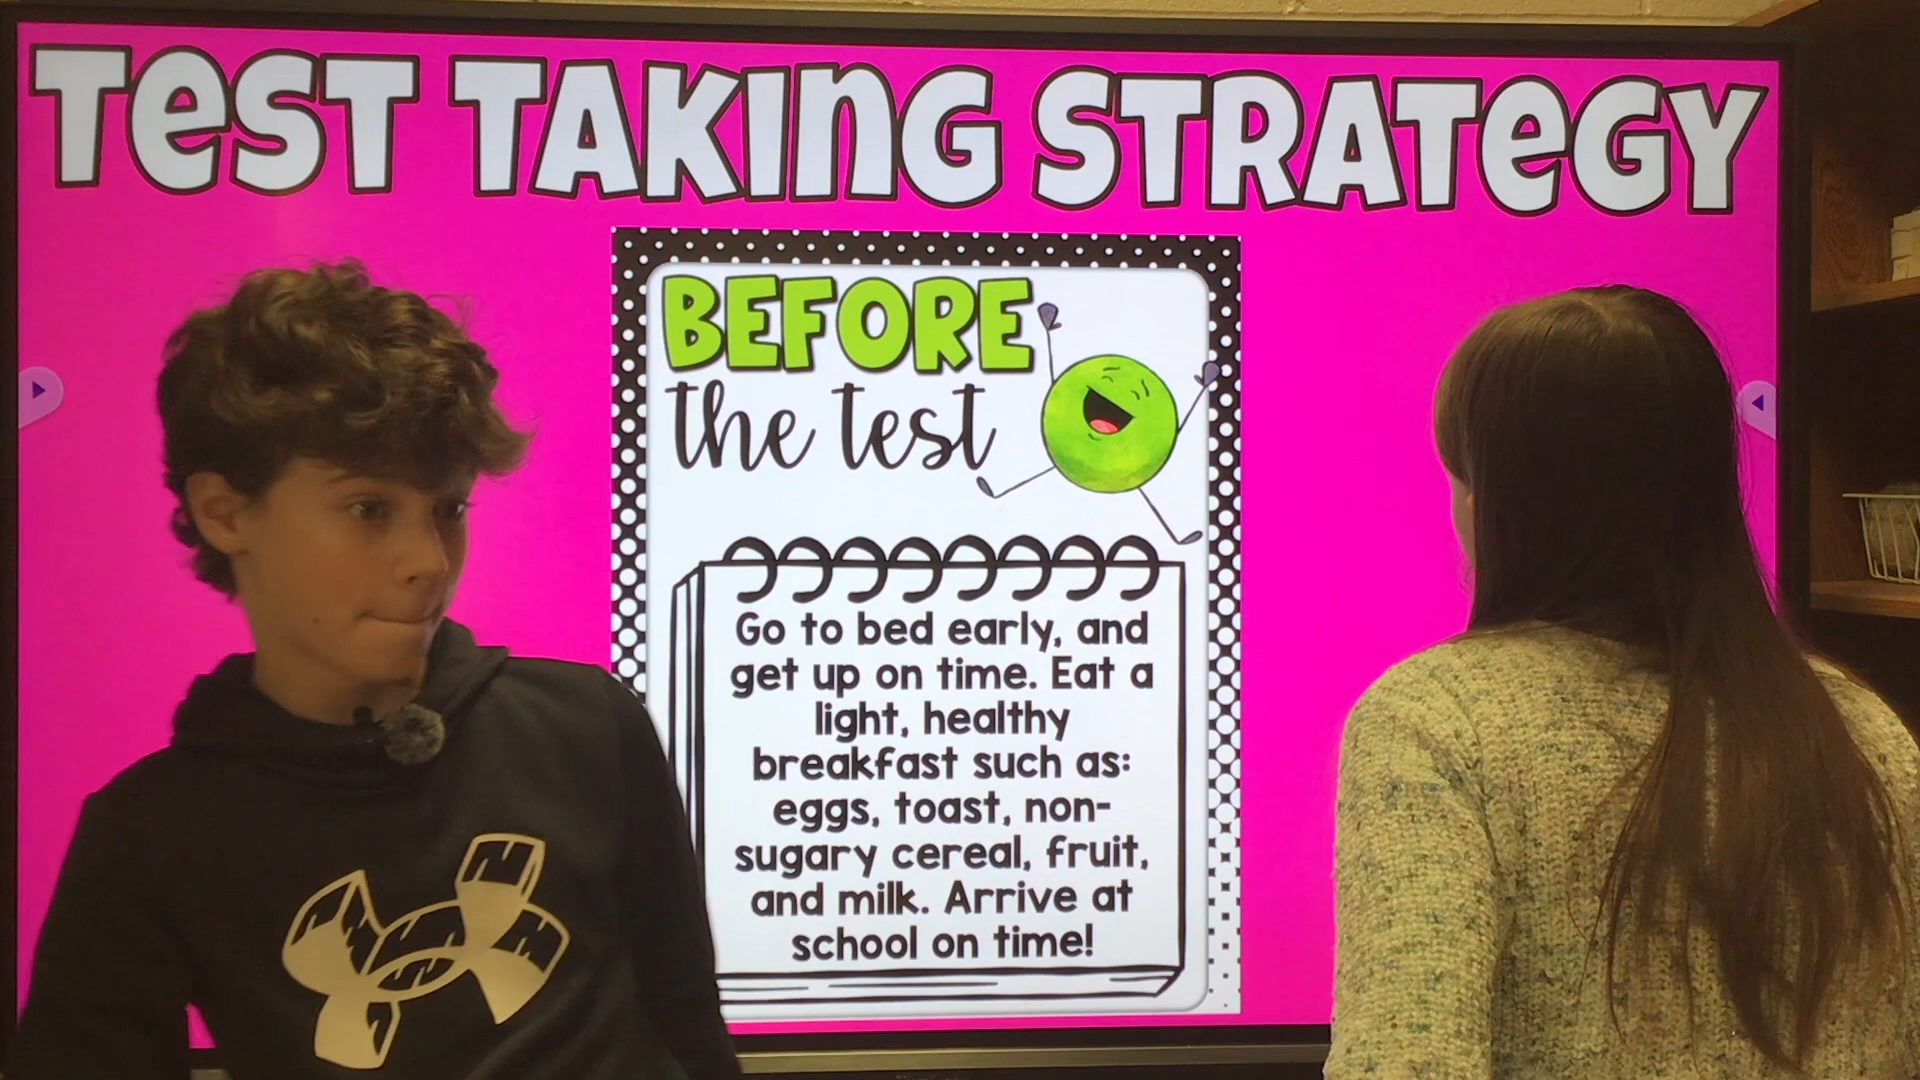 TEST TAKING STRATEGY
BEFORE
the test
Go to bed early, and
get up on time. Eat a
light, healthy
breakfast such as:
eggs, toast, non-
sugary cereal, fruit,
and milk. Arrive at
school on time!